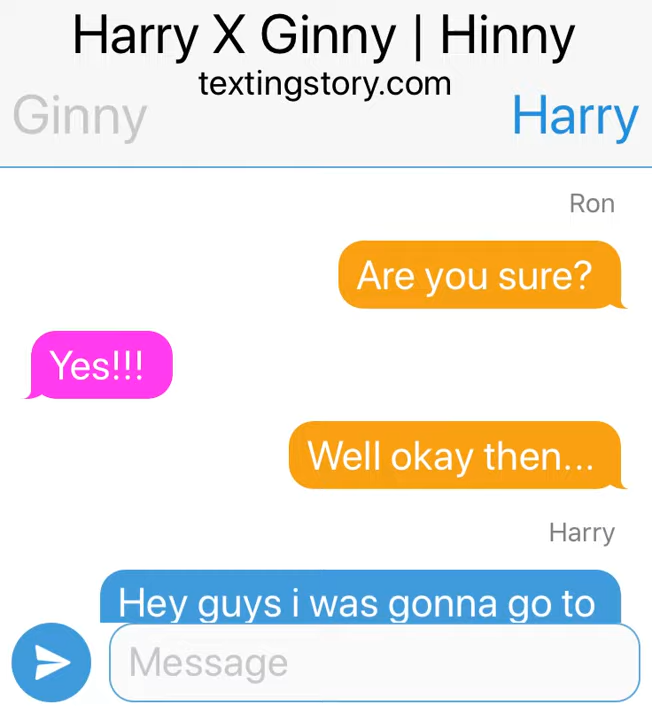 Harry X Ginny | Hinny
textingstory.com
Ginny
Harry
Ron
Are you sure?
Yes!!!
Well okay then...
Harry
Hey guys i was gonna go to
Message